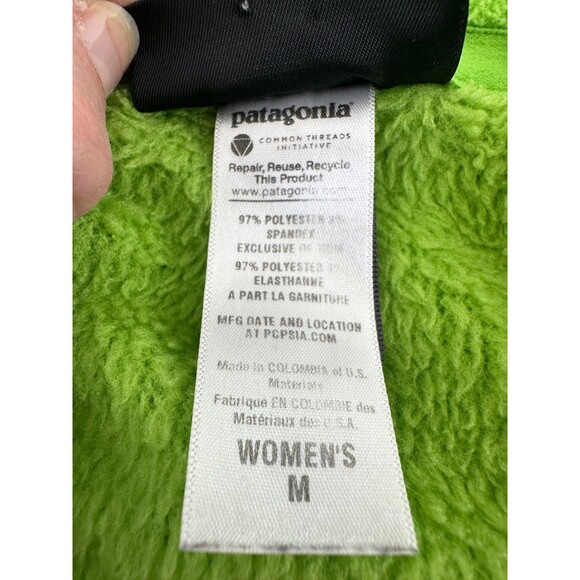 patagonia®
COMMON THREADS
INITIATIVE
Repair, Reuse, Recycle,
This Product
www.patagonia.com
97% POLYESTER 3%
SPANDEX
EXCLUSIVE OF
97% POLYESTER
ELASTHANNE
A PART LA GARNITURE
MFG DATE AND LOCATION
AT PCPSIA.COM
Made in COLOMBIA of U.S.
Materials
Fabriqué EN COLOMBIE des
Matériaux des U.S.A.
WOMEN'S
M